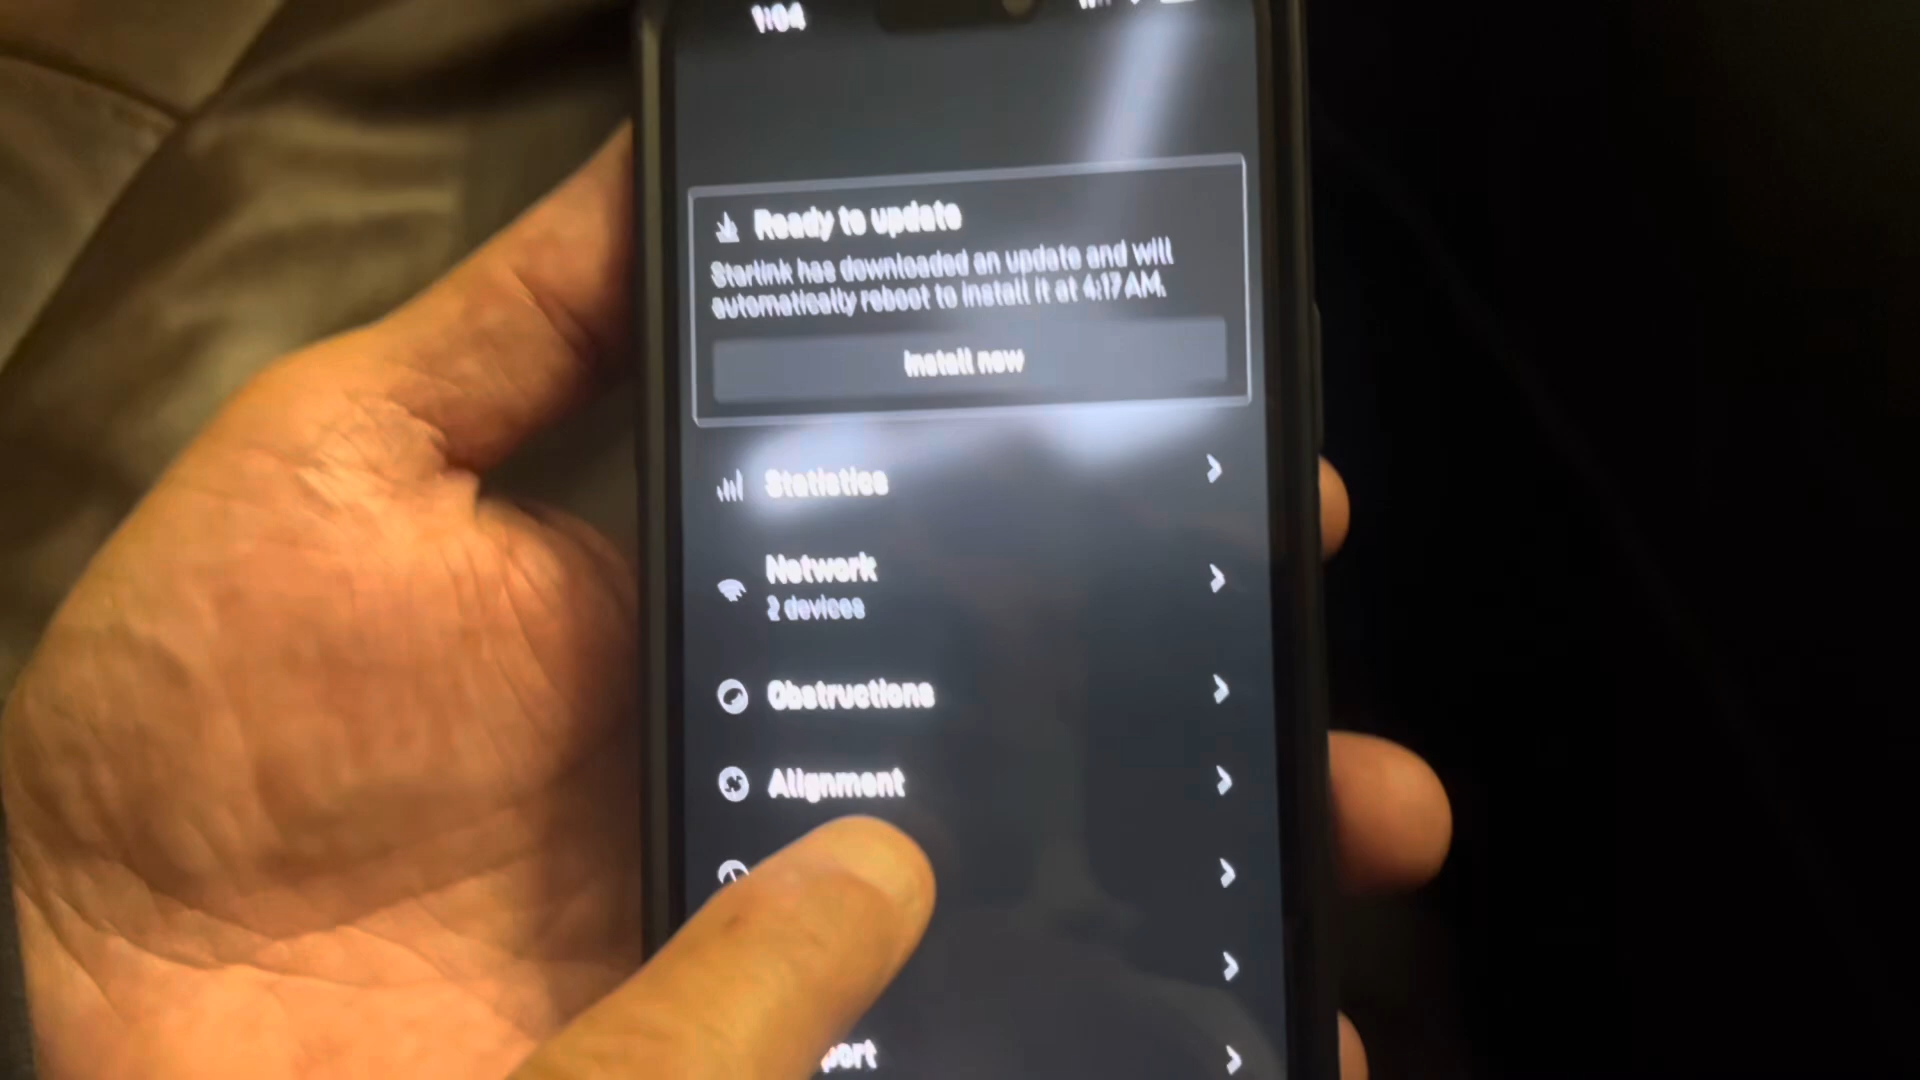 1:04
Ready to update
Starlink has downloaded an update and will
automatically reboot to install it at 4:17 AM.
Install now
Statistics
Network
2 devices
Obstructions
Alignment
port